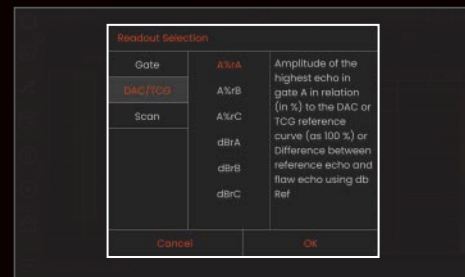 Readout Selection
Gate
DAC/TCG
Scan
A%rA
A%rB
A%rC
dBrA
dBrB
dBrC
Amplitude of the
highest echo in
gate A in relation
(in %) to the DAC or
TCG reference
curve (as 100 %) or
Difference between
reference echo and
flaw echo using db
Ref
Cancel
OK